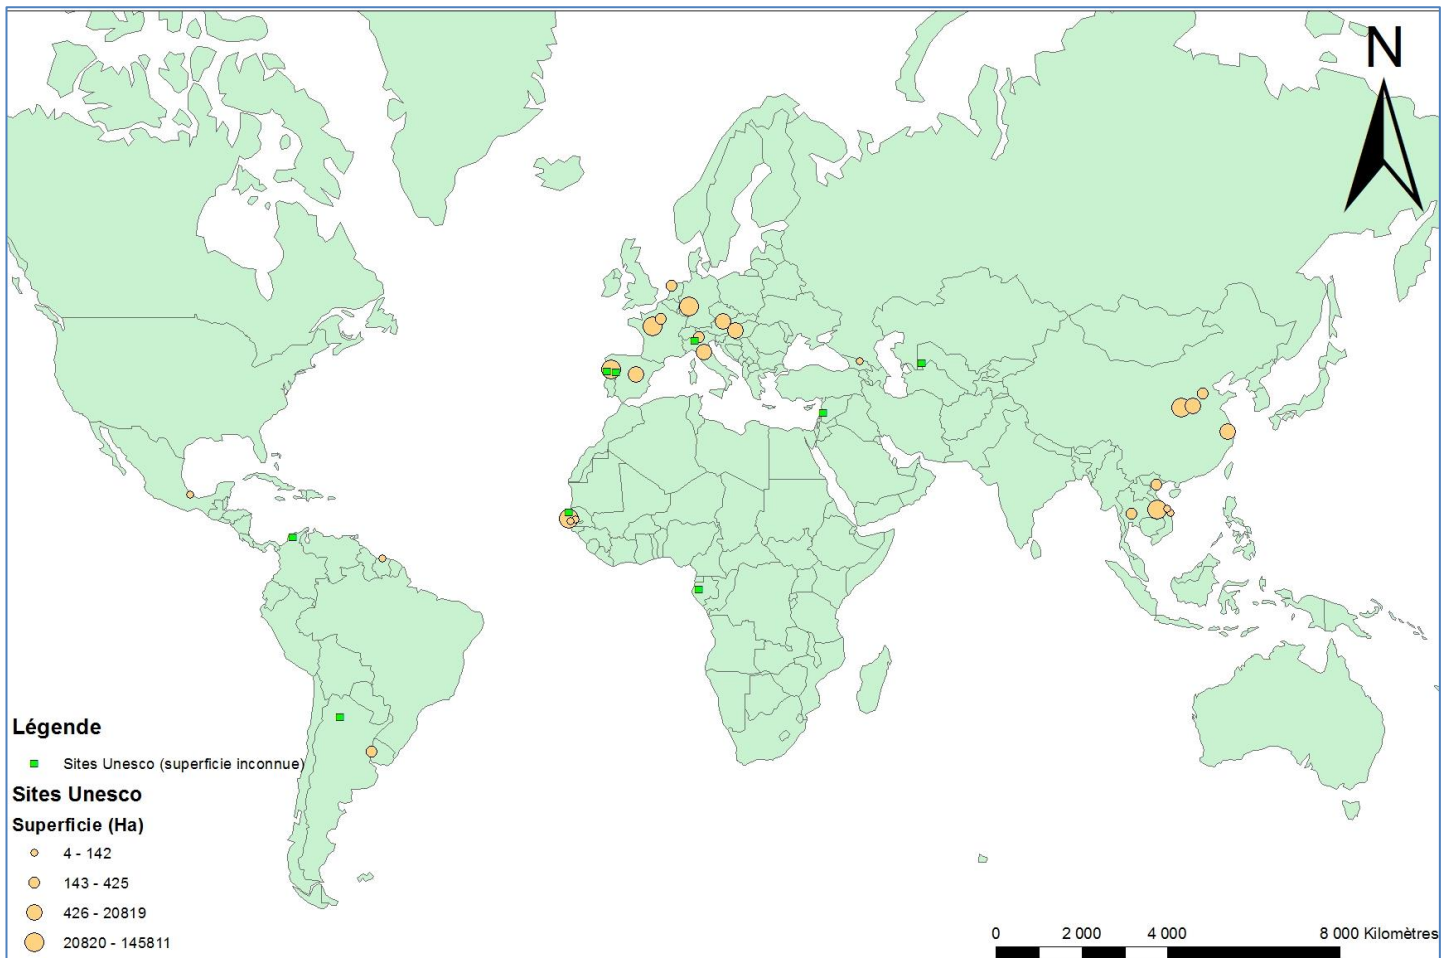 N
Légende
Sites Unesco (superficie inconnue)
Sites Unesco
Superficie (Ha)
4 - 142
143 - 425
426 - 20819
20820 - 145811
0 2 000 4 000 8 000 Kilomètres